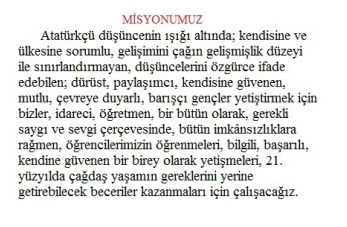 MİSYONUMUZ
Atatürkçü düşüncenin ışığı altında; kendisine ve
ülkesine sorumlu, gelişimini çağın gelişmişlik düzeyi
ile sınırlandırmayan, düşüncelerini özgürce ifade
edebilen; dürüst, paylaşımcı, kendisine güvenen,
mutlu, çevreye duyarlı, barışçı gençler yetiştirmek için
bizler, idareci, öğretmen, bir bütün olarak, gerekli
saygı ve sevgi çerçevesinde, bütün imkânsızlıklara
rağmen, öğrencilerimizin öğrenmeleri, bilgili, başarılı,
kendine güvenen bir birey olarak yetişmeleri, 21.
yüzyılda çağdaş yaşamın gereklerini yerine
getirebilecek beceriler kazanmaları için çalışacağız.